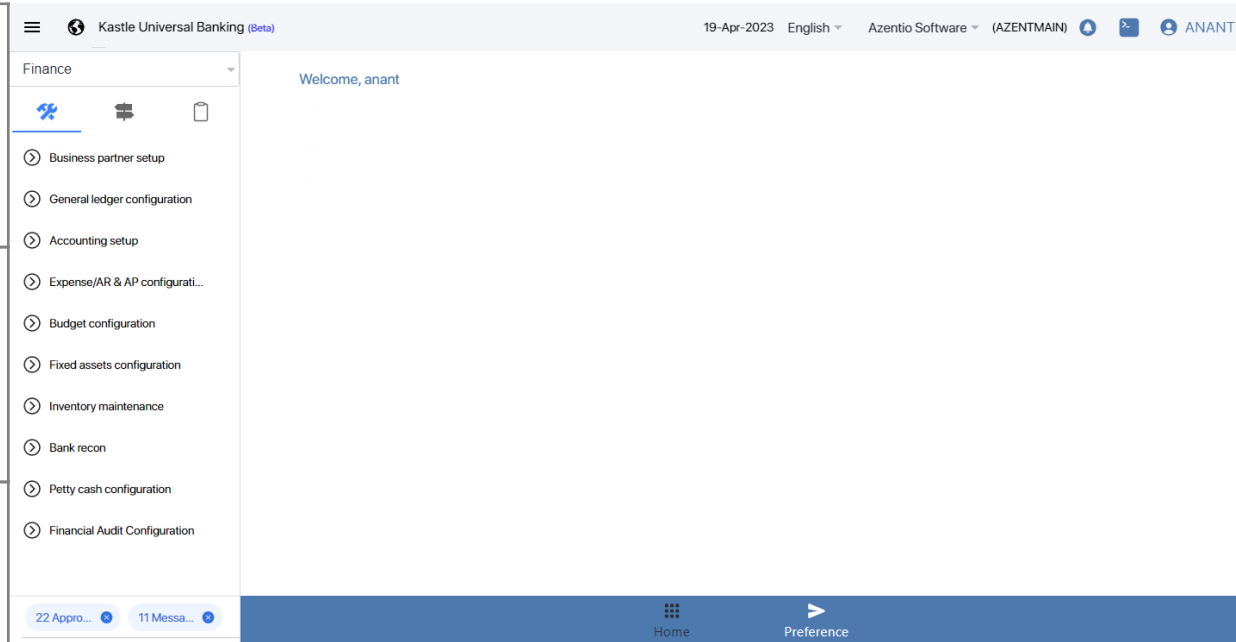 Kastle Universal Banking (Beta)
19-Apr-2023 English Azentio Software (AZENTMAIN) ANANT
Finance
Welcome, anant
Business partner setup
General ledger configuration
Accounting setup
Expense/AR & AP configurati...
Budget configuration
Fixed assets configuration
Inventory maintenance
Bank recon
Petty cash configuration
Financial Audit Configuration
22 Appro... 11 Messa...
Home Preference